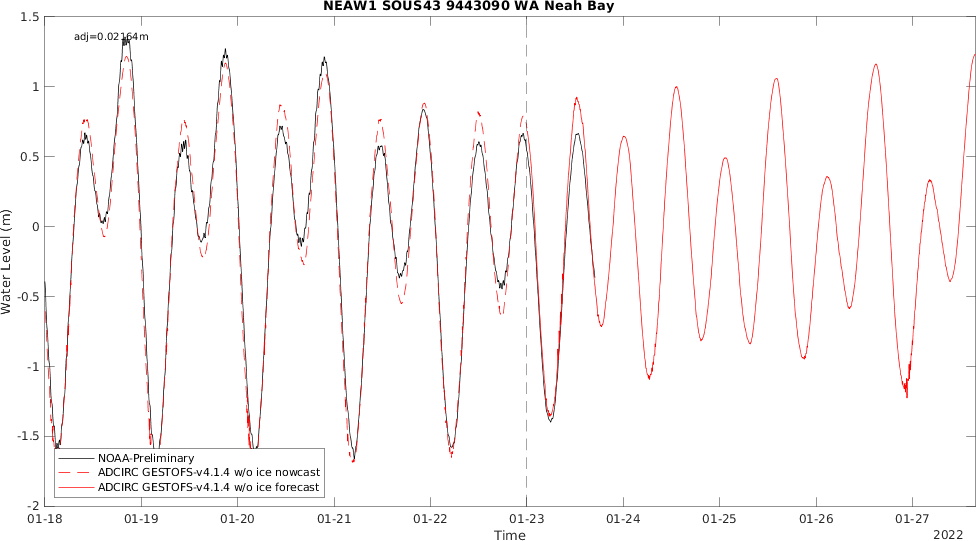 NEAW1 SOUS43 9443090 WA Neah Bay
adj=0.02164m
1.5
1
0.5
0
-0.5
-1
-1.5
-2
Water Level (m)
NOAA-Preliminary
ADCIRC GESTOFS-v4.1.4 w/o ice nowcast
ADCIRC GESTOFS-v4.1.4 w/o ice forecast
01-18 01-19 01-20 01-21 01-22 01-23 01-24 01-25 01-26 01-27
Time
2022